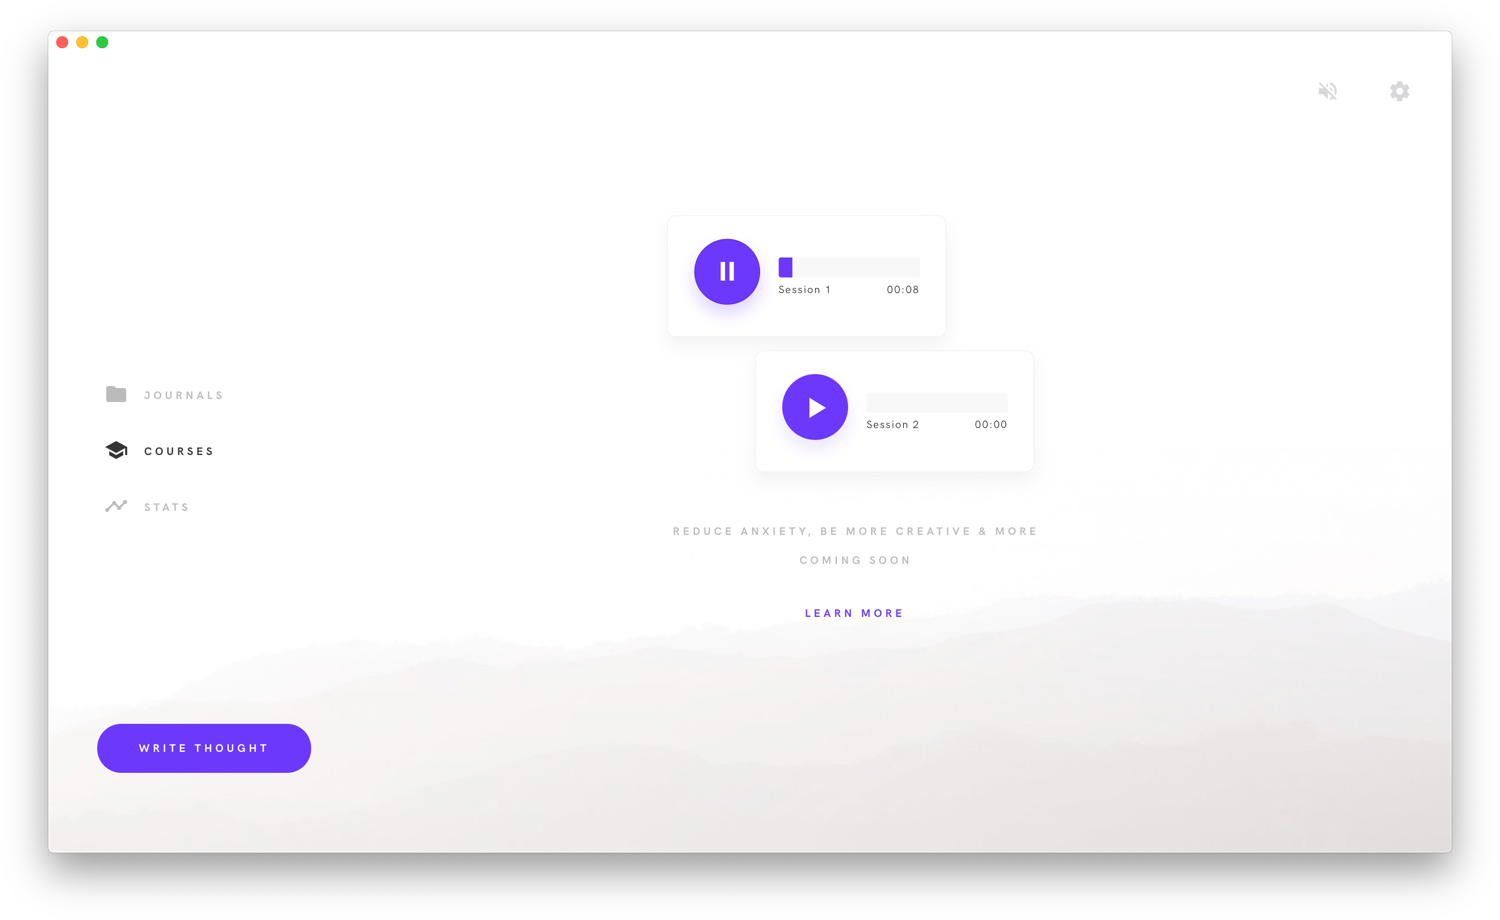 Session 1 00:08
Session 2 00:00
JOURNALS
COURSES
STATS
REDUCE ANXIETY, BE MORE CREATIVE & MORE
COMING SOON
LEARN MORE
WRITE THOUGHT